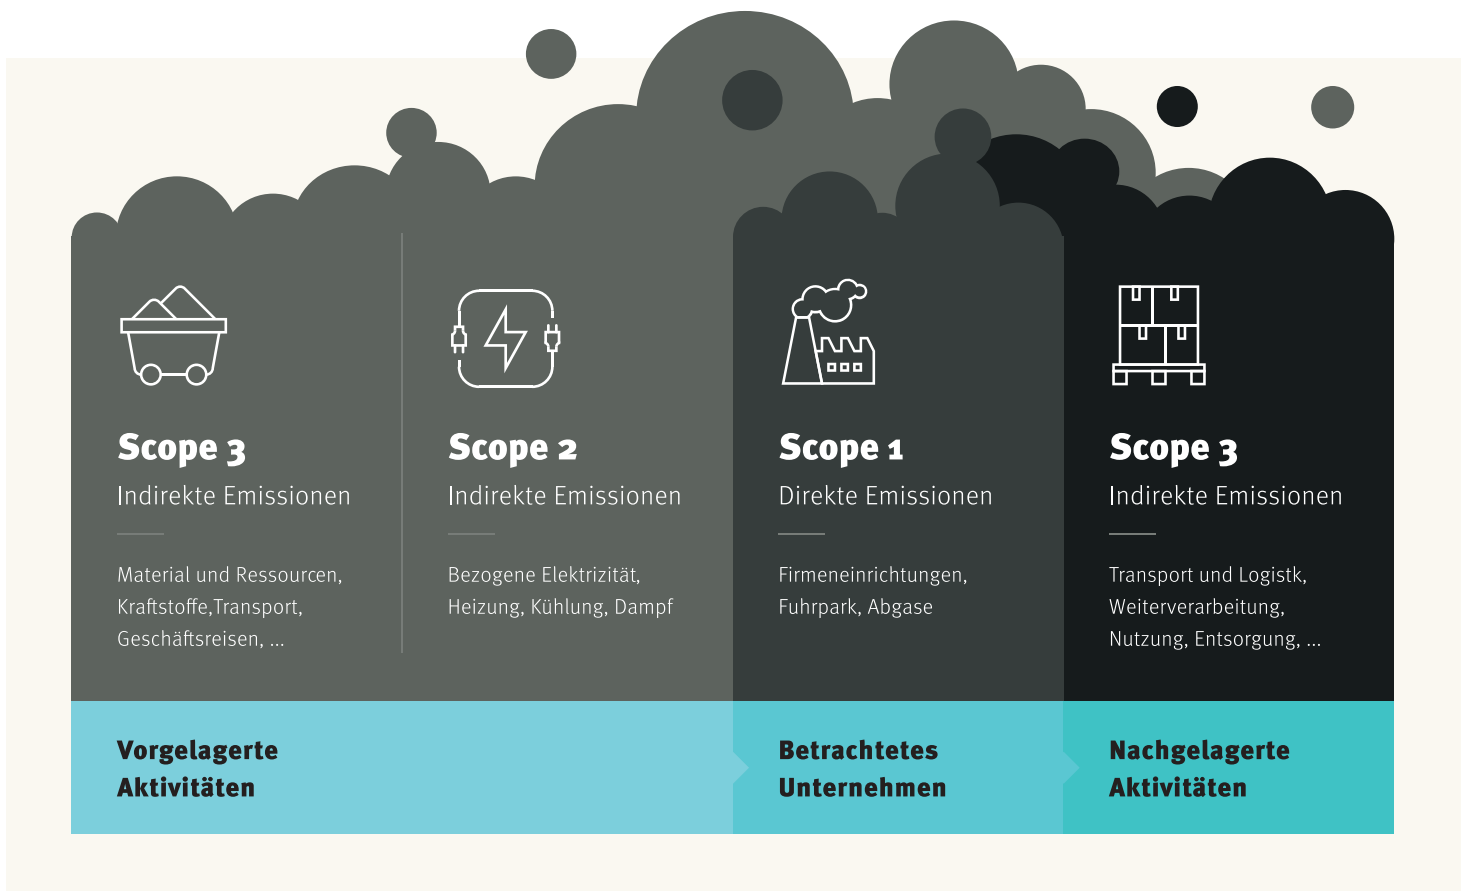 Scope 3
Indirekte Emissionen
Material und Ressourcen,
Kraftstoffe,Transport,
Geschäftsreisen, ...
Scope 2
Indirekte Emissionen
Bezogene Elektrizität,
Heizung, Kühlung, Dampf
Scope 1
Direkte Emissionen
Firmeneinrichtungen,
Fuhrpark, Abgase
Scope 3
Indirekte Emissionen
Transport und Logistk,
Weiterverarbeitung,
Nutzung, Entsorgung, ...
Vorgelagerte
Aktivitäten
Betrachtetes
Unternehmen
Nachgelagerte
Aktivitäten